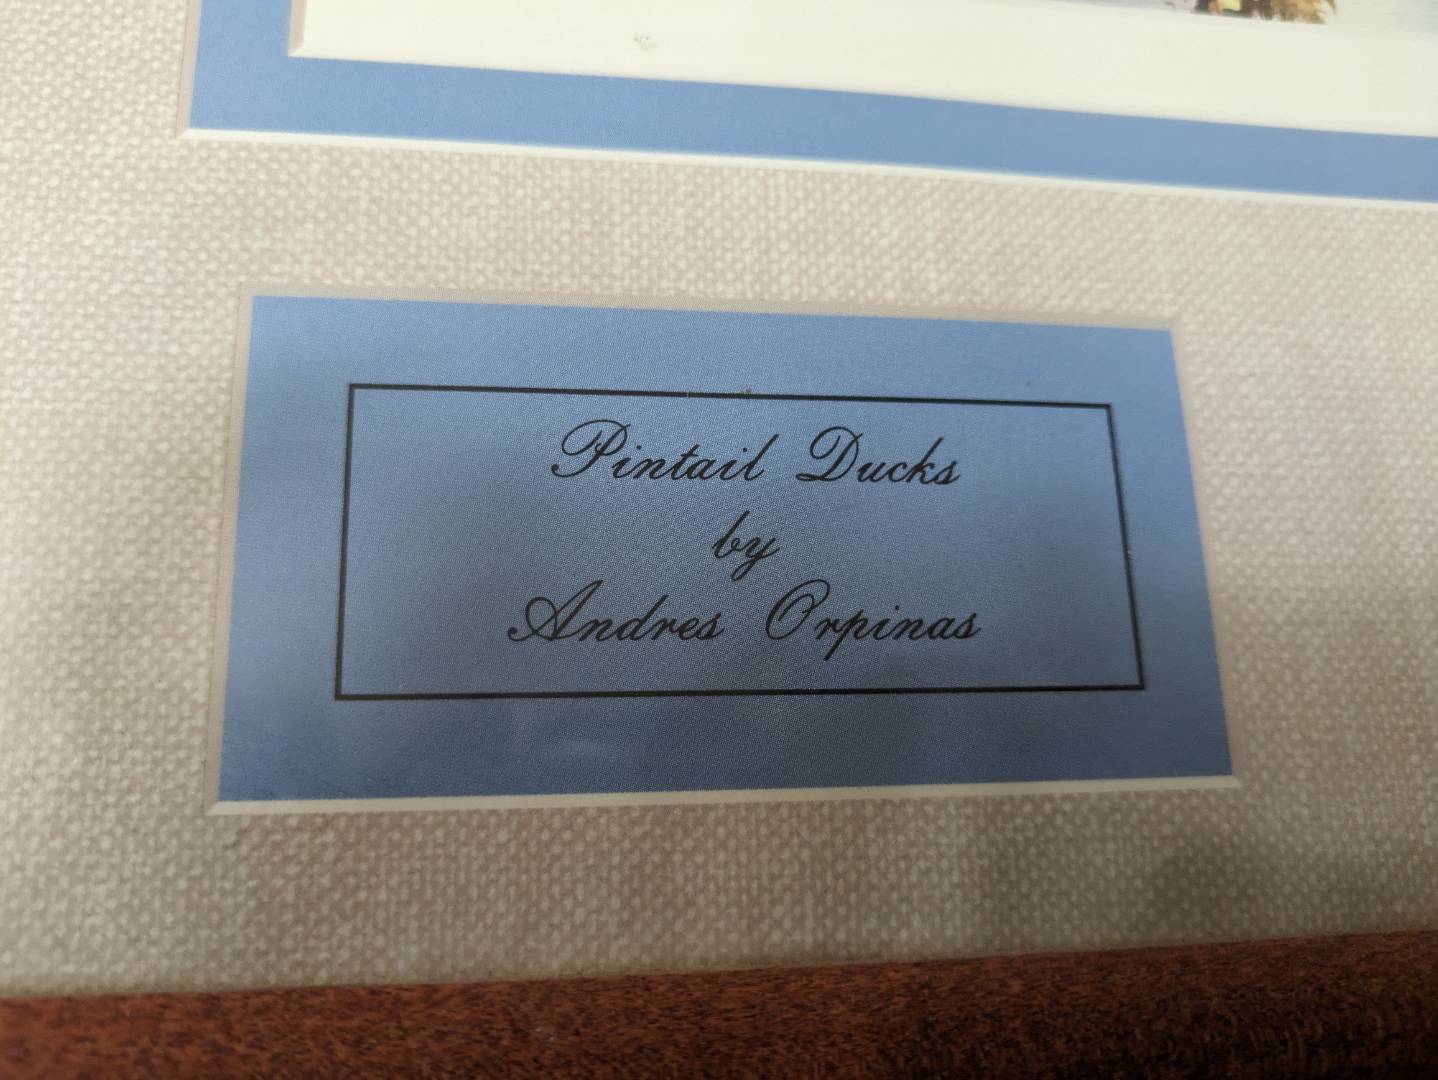 Pintail Ducks
by
Andres Orpinas